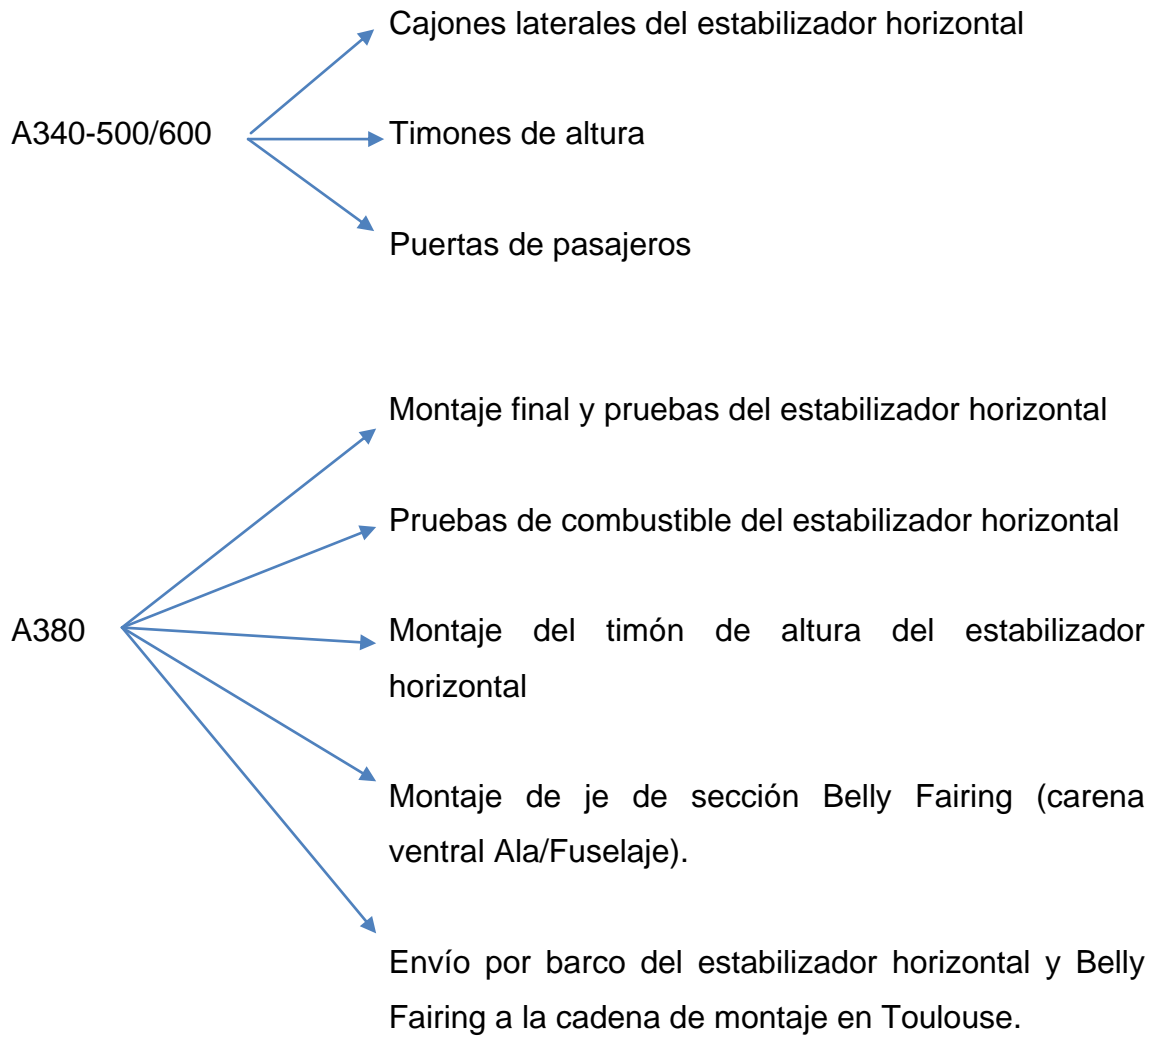 Cajones laterales del estabilizador horizontal
A340-500/600
Timones de altura
Puertas de pasajeros
Montaje final y pruebas del estabilizador horizontal
Pruebas de combustible del estabilizador horizontal
A380
Montaje del timón de altura del estabilizador
horizontal
Montaje de je de sección Belly Fairing (carena
ventral Ala/Fuselaje).
Envío por barco del estabilizador horizontal y Belly
Fairing a la cadena de montaje en Toulouse.